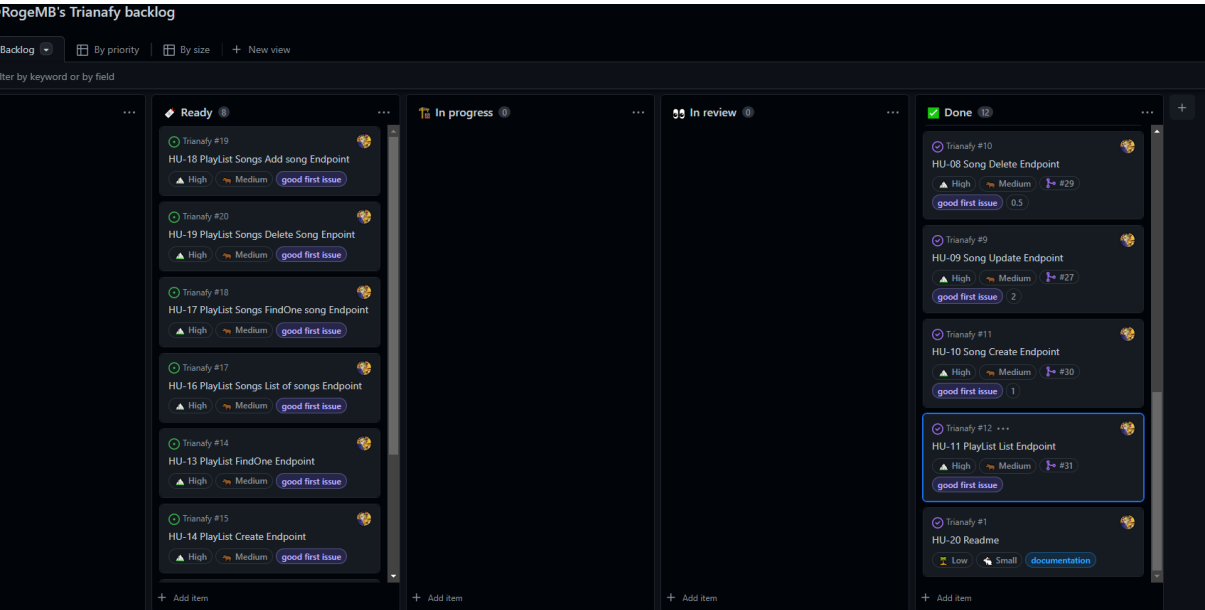 RogeMB's Trianafy backlog
Backlog
By priority
By size
+ New view
lter by keyword or by field
Ready 8
Trianafy #19
HU-18 PlayList Songs Add song Endpoint
High Medium good first issue
Trianafy #20
HU-19 PlayList Songs Delete Song Enpoint
High Medium good first issue
Trianafy #18
HU-17 PlayList Songs FindOne song Endpoint
High Medium good first issue
Trianafy #17
HU-16 PlayList Songs List of songs Endpoint
High Medium good first issue
Trianafy #14
HU-13 PlayList FindOne Endpoint
High Medium good first issue
Trianafy #15
HU-14 PlayList Create Endpoint
High Medium good first issue
+ Add item
In progress 0
+ Add item
In review 0
+ Add item
Done 12
Trianafy #10
HU-08 Song Delete Endpoint
High Medium #29
good first issue 0.5
Trianafy #9
HU-09 Song Update Endpoint
High Medium #27
good first issue 2
Trianafy #11
HU-10 Song Create Endpoint
High Medium #30
good first issue 1
Trianafy #12
HU-11 PlayList List Endpoint
High Medium #31
good first issue
Trianafy #1
HU-20 Readme
Low Small documentation
+ Add item